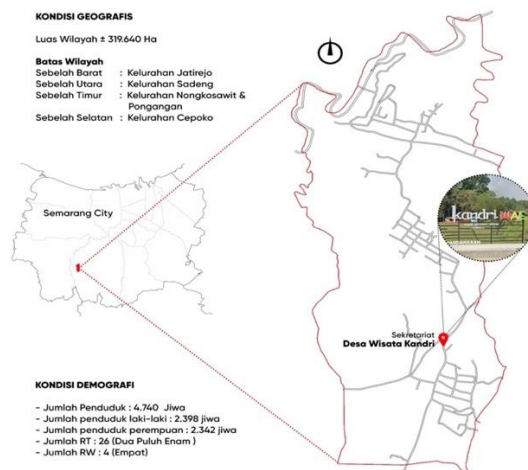 KONDISI GEOGRAFIS
Luas Wilayah ± 319.640 Ha
Batas Wilayah
Sebelah Barat : Kelurahan Jatirejo
Sebelah Utara : Kelurahan Sadeng
Sebelah Timur : Kelurahan Nongkosawit &
Pongangan
Sebelah Selatan : Kelurahan Cepoko
Semarang City
kandri
Sekretariat
Desa Wisata Kandri
KONDISI DEMOGRAFI
- Jumlah Penduduk : 4.740 Jiwa
- Jumlah penduduk laki-laki : 2.398 jiwa
- Jumlah penduduk perempuan : 2.342 jiwa
- Jumlah RT : 26 (Dua Puluh Enam )
- Jumlah RW : 4 (Empat)